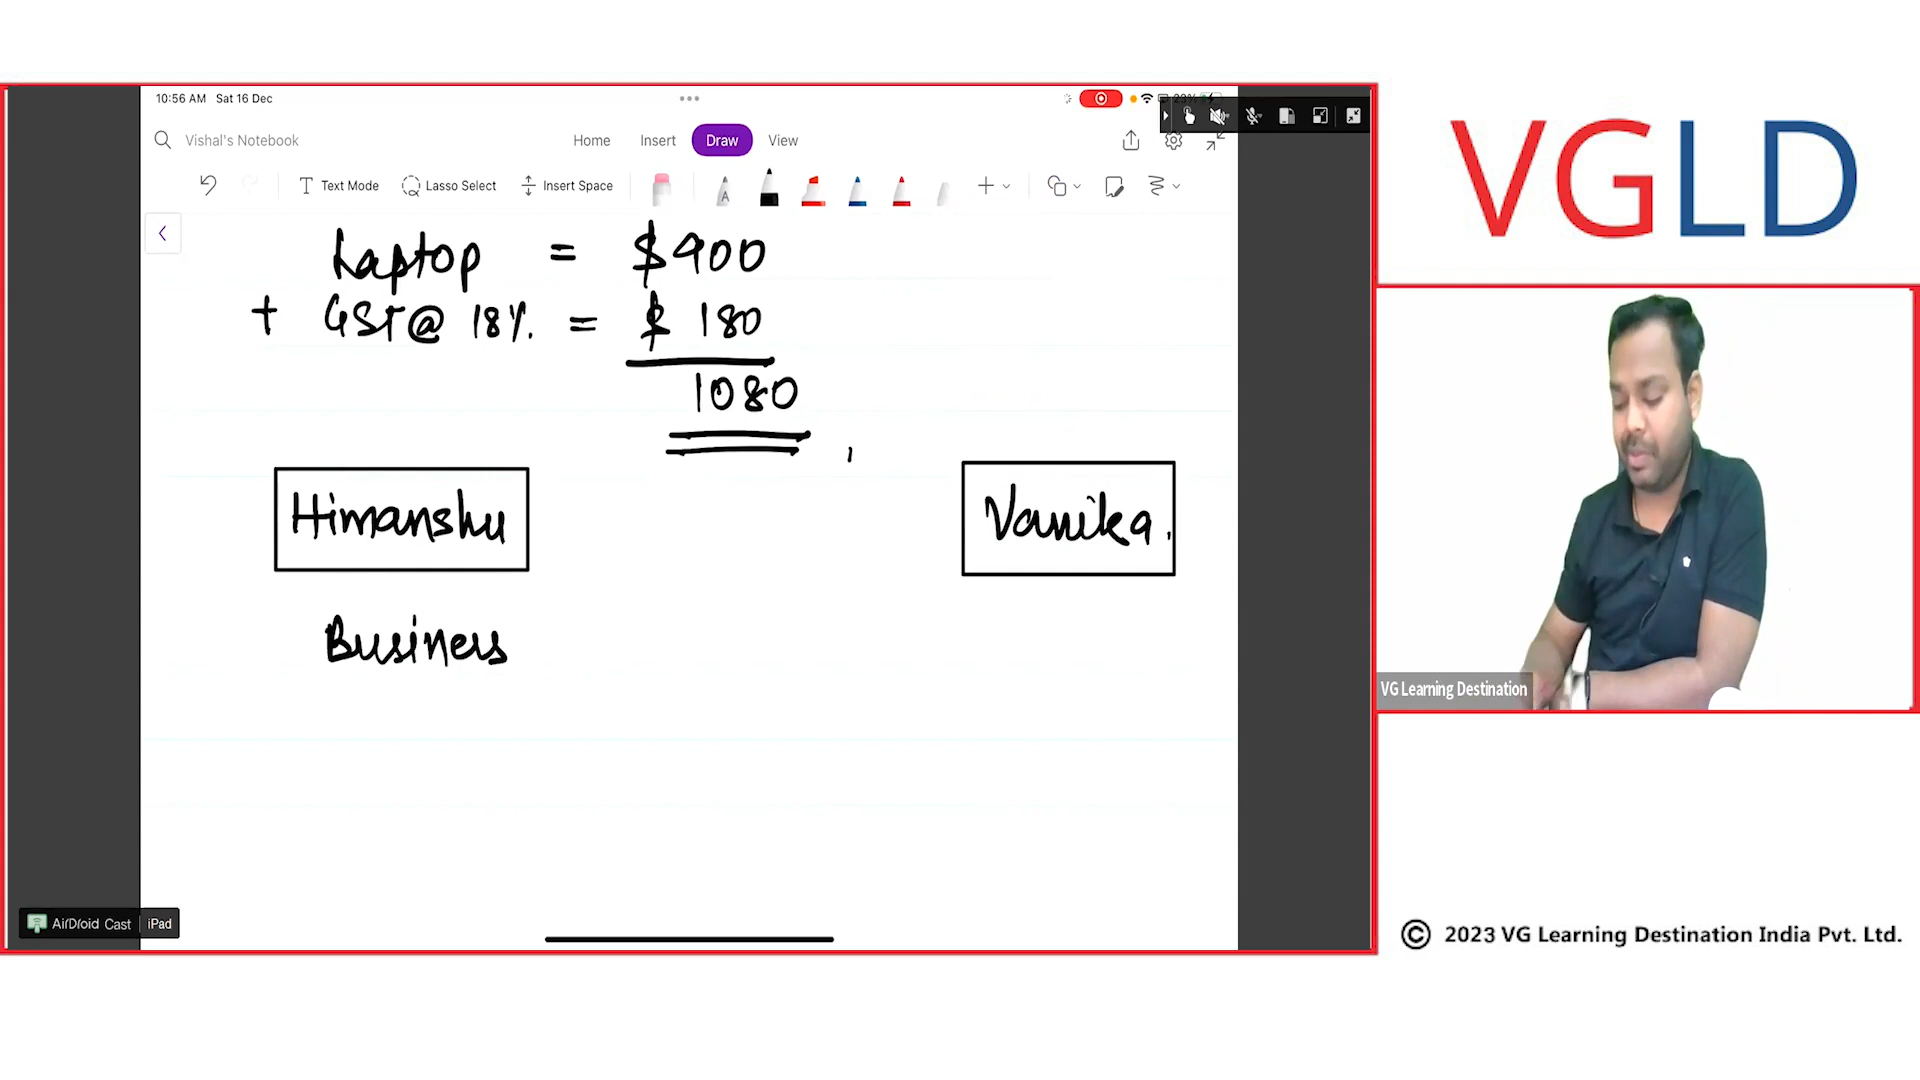 10:56 AM Sat 16 Dec
23%
VGLD
Vishal's Notebook
Home Insert Draw View
Text Mode Lasso Select Insert Space
Laptop = $900
+ GST@ 18%. = $ 180
1080
Himanshu
Vanika.
Business
VG Learning Destination
AirDroid Cast iPad
© 2023 VG Learning Destination India Pvt. Ltd.